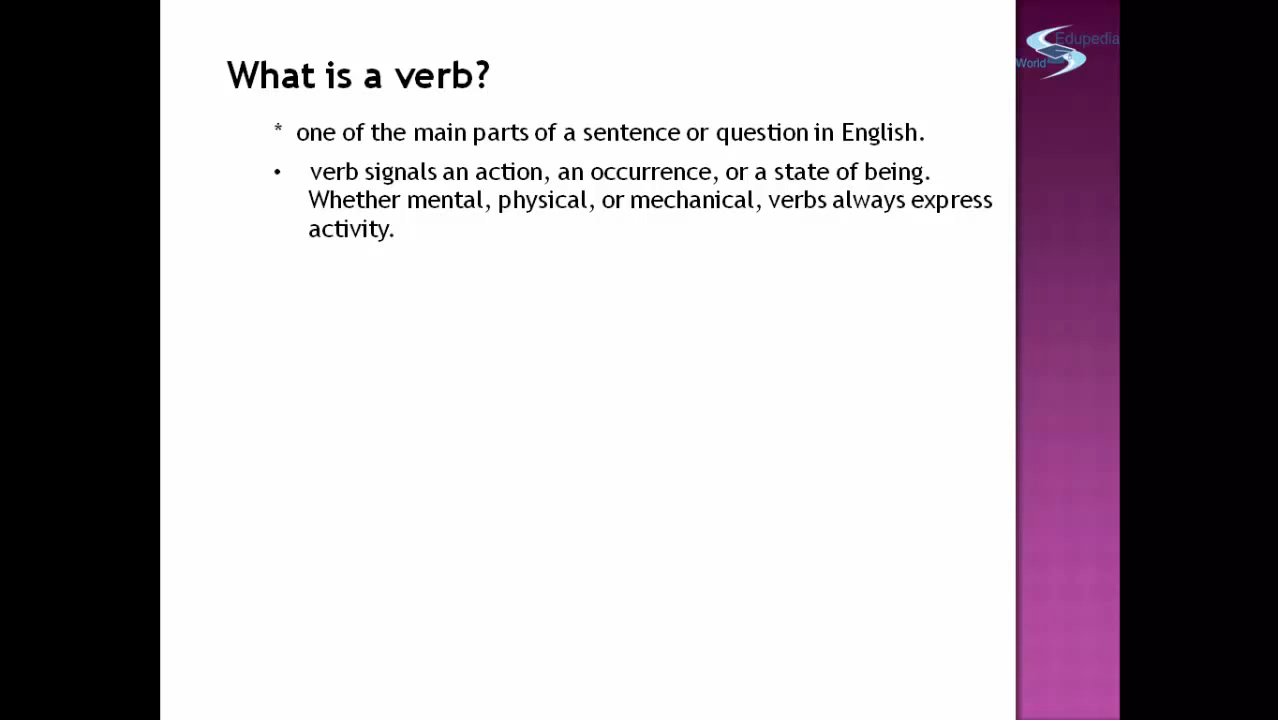 What is a verb?
* one of the main parts of a sentence or question in English.
• verb signals an action, an occurrence, or a state of being.
Whether mental, physical, or mechanical, verbs always express
activity.
Edupedia
World